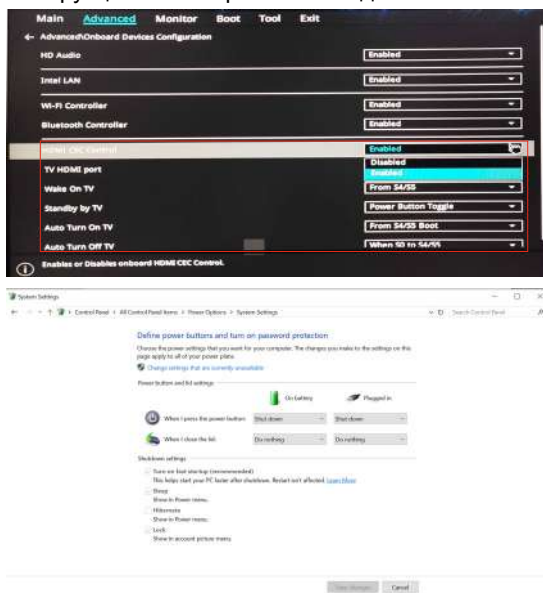 Main Advanced Monitor Boot Tool Exit
← Advanced\Onboard Devices Configuration
HD Audio Enabled
Intel LAN Enabled
Wi-Fi Controller Enabled
Bluetooth Controller Enabled
HDMI CEC Control Enabled
Disabled
Enabled
TV HDMI port
Wake On TV From S4/S5
Standby by TV Power Button Toggle
Auto Turn On TV From S4/S5 Boot
Auto Turn Off TV When S0 to S4/S5
Enables or Disables onboard HDMI CEC Control.
System Settings
Control Panel > All Control Panel Items > Power Options > System Settings
Search Control Panel
Define power buttons and turn on password protection
Choose the power settings that you want for your computer. The changes you make to the settings on this
page apply to all of your power plans.
Change settings that are currently unavailable
Power button and lid settings
On battery Plugged in
When I press the power button: Shut down Shut down
When I close the lid: Do nothing Do nothing
Shutdown settings
Turn on fast startup (recommended)
This helps start your PC faster after shutdown. Restart isn't affected. Learn More
Sleep
Show in Power menu.
Hibernate
Show in Power menu.
Lock
Show in account picture menu.
Save changes Cancel